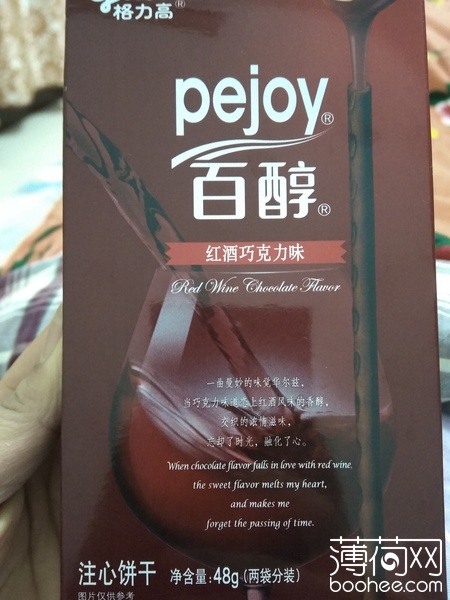 格力高®
pejoy®
百醇®
红酒巧克力味
Red Wine Chocolate Flavor
一曲曼妙的味觉华尔兹,
当巧克力味道恋上红酒风味的香醇,
交织的浓情滋味,
忘却了时光,融化了心。
When chocolate flavor falls in love with red wine,
the sweet flavor melts my heart,
and makes me
forget the passing of time.
注心饼干 净含量:48g(两袋分装)
图片仅供参考
薄荷网
boohee.com